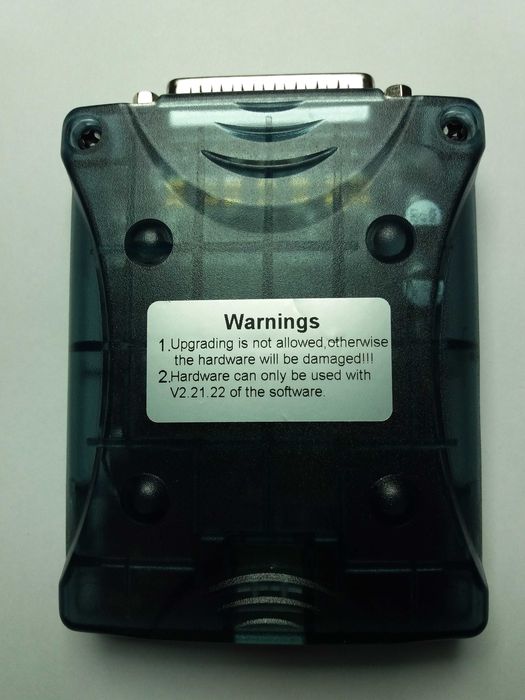 Warnings
1.Upgrading is not allowed,otherwise
the hardware will be damaged!!!
2.Hardware can only be used with
V2.21.22 of the software.